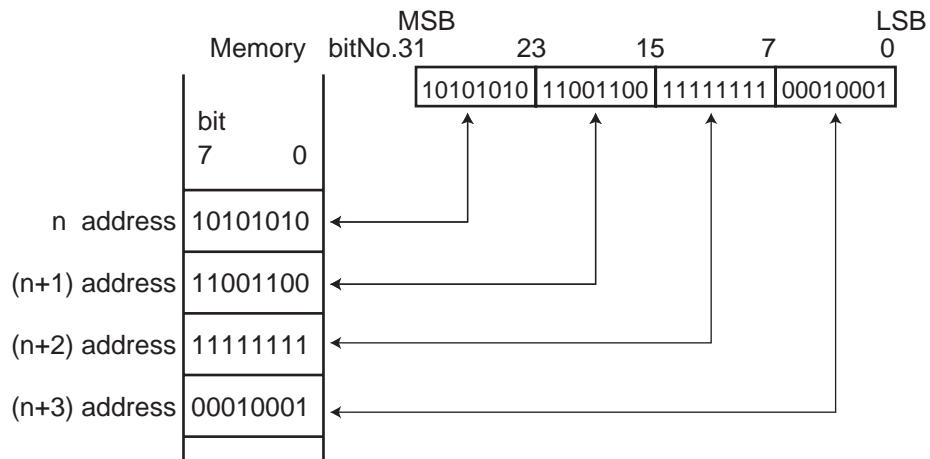 MSB LSB
Memory bitNo.31 23 15 7 0
10101010 11001100 11111111 00010001
bit
7 0
n address 10101010
(n+1) address 11001100
(n+2) address 11111111
(n+3) address 00010001